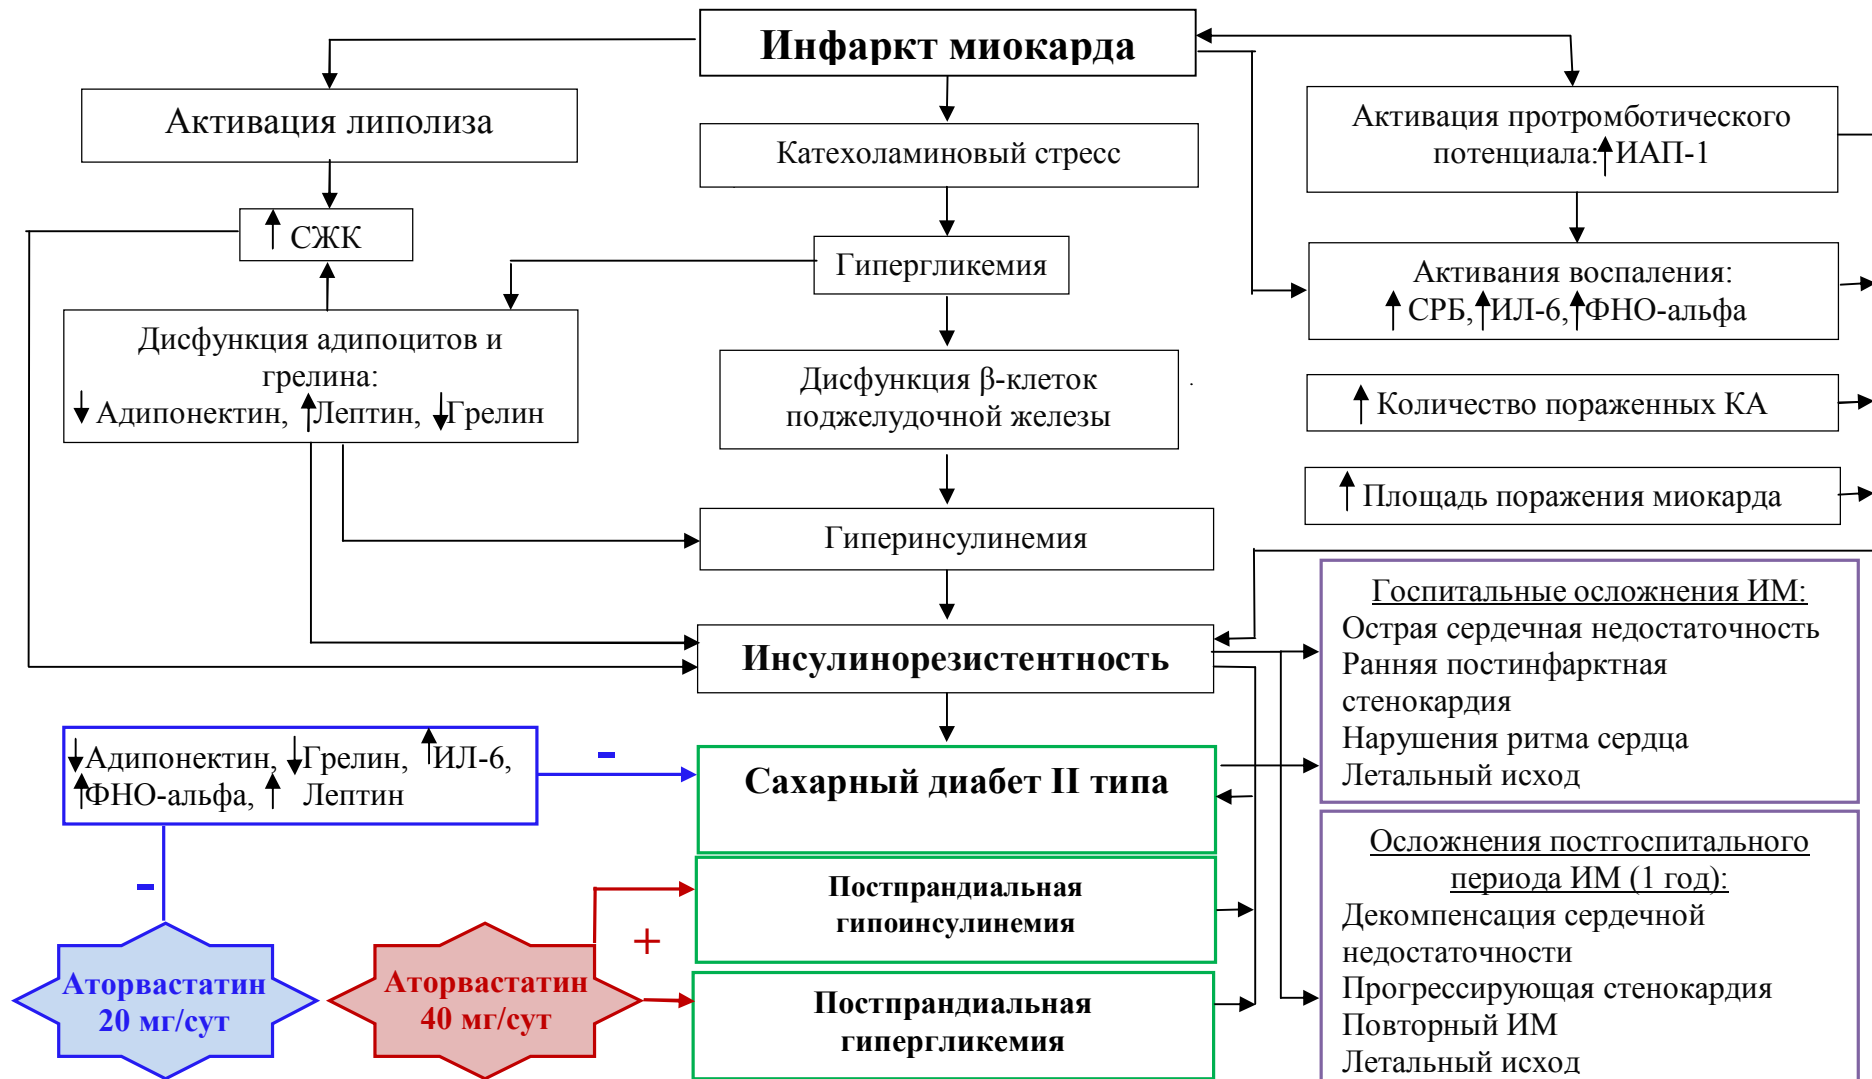 Инфаркт миокарда
Активация липолиза
Катехоламиновый стресс
Активация протромботического
потенциала:↑ИАП-1
↑ СЖК
Гипергликемия
Активания воспаления:
↑СРБ,↑ИЛ-6,↑ФНО-альфа
Дисфункция адипоцитов и
грелина:
↓Адипонектин, ↑Лептин, ↓Грелин
Дисфункция β-клеток
поджелудочной железы
↑ Количество пораженных КА
↑ Площадь поражения миокарда
Гиперинсулинемия
Инсулинорезистентность
Госпитальные осложнения ИМ:
Острая сердечная недостаточность
Ранняя постинфарктная
стенокардия
Нарушения ритма сердца
Летальный исход
↓Адипонектин, ↓Грелин, ↑ИЛ-6,
↑ФНО-альфа, ↑ Лептин
-
Сахарный диабет II типа
-
Постпрандиальная
гипоинсулинемия
+
Постпрандиальная
гипергликемия
Аторвастатин
20 мг/сут
Аторвастатин
40 мг/сут
Осложнения постгоспитального
периода ИМ (1 год):
Декомпенсация сердечной
недостаточности
Прогрессирующая стенокардия
Повторный ИМ
Летальный исход